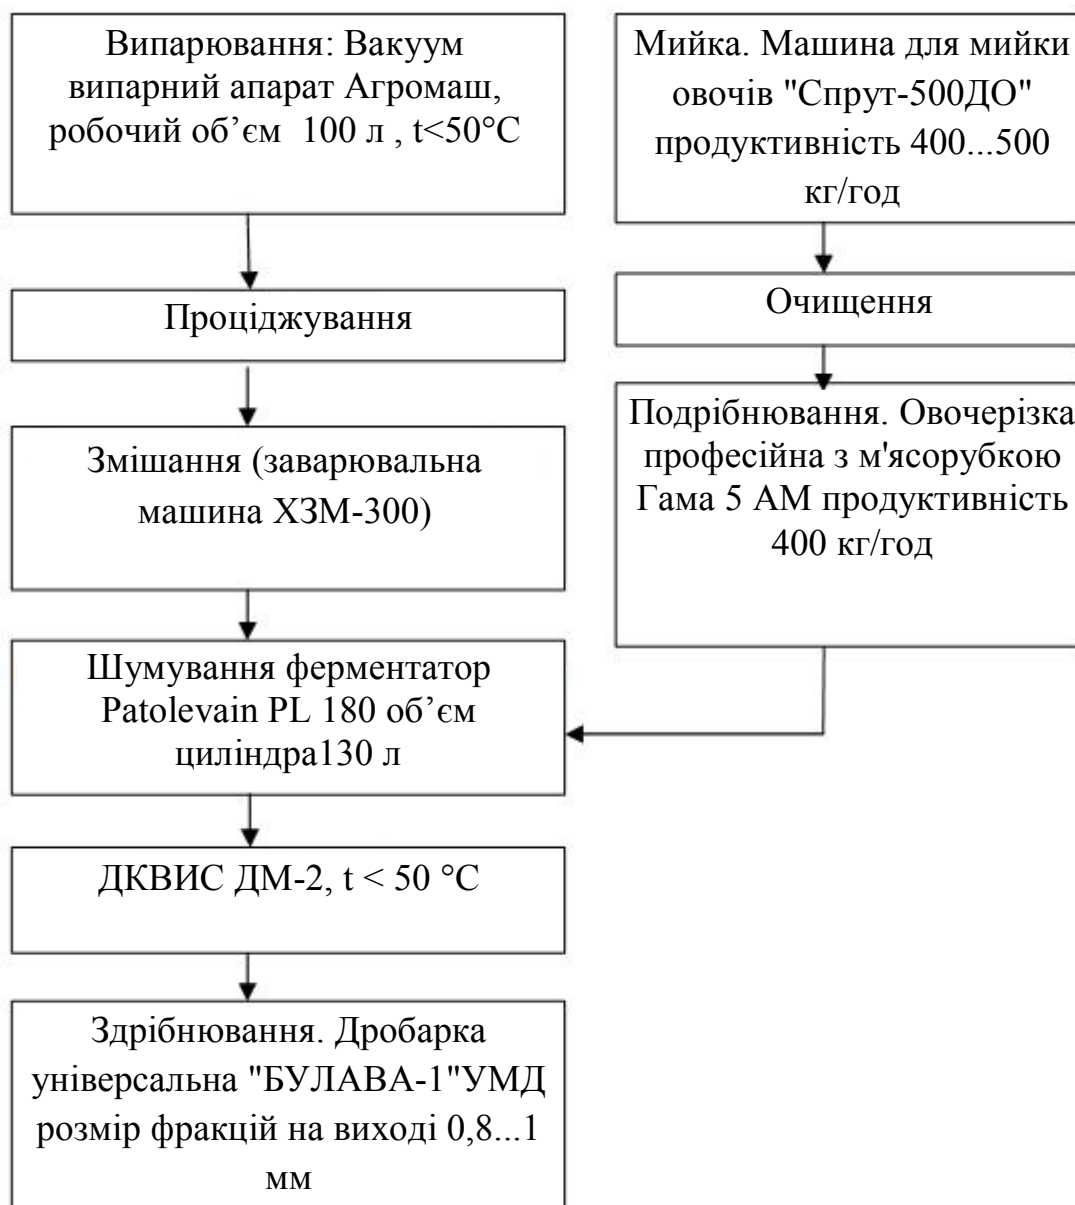 Випарювання: Вакуум
випарний апарат Агромаш,
робочий об’єм 100 л , t<50°С
Проціджування
Змішання (заварювальна
машина ХЗМ-300)
Шумування ферментатор
Patolevain PL 180 об’єм
циліндра130 л
ДКВИС ДМ-2, t < 50 °С
Здрібнювання. Дробарка
універсальна "БУЛАВА-1"УМД
розмір фракцій на виході 0,8...1
мм
Мийка. Машина для мийки
овочів "Спрут-500ДО"
продуктивність 400...500
кг/год
Очищення
Подрібнювання. Овочерізка
професійна з м'ясорубкою
Гама 5 АМ продуктивність
400 кг/год